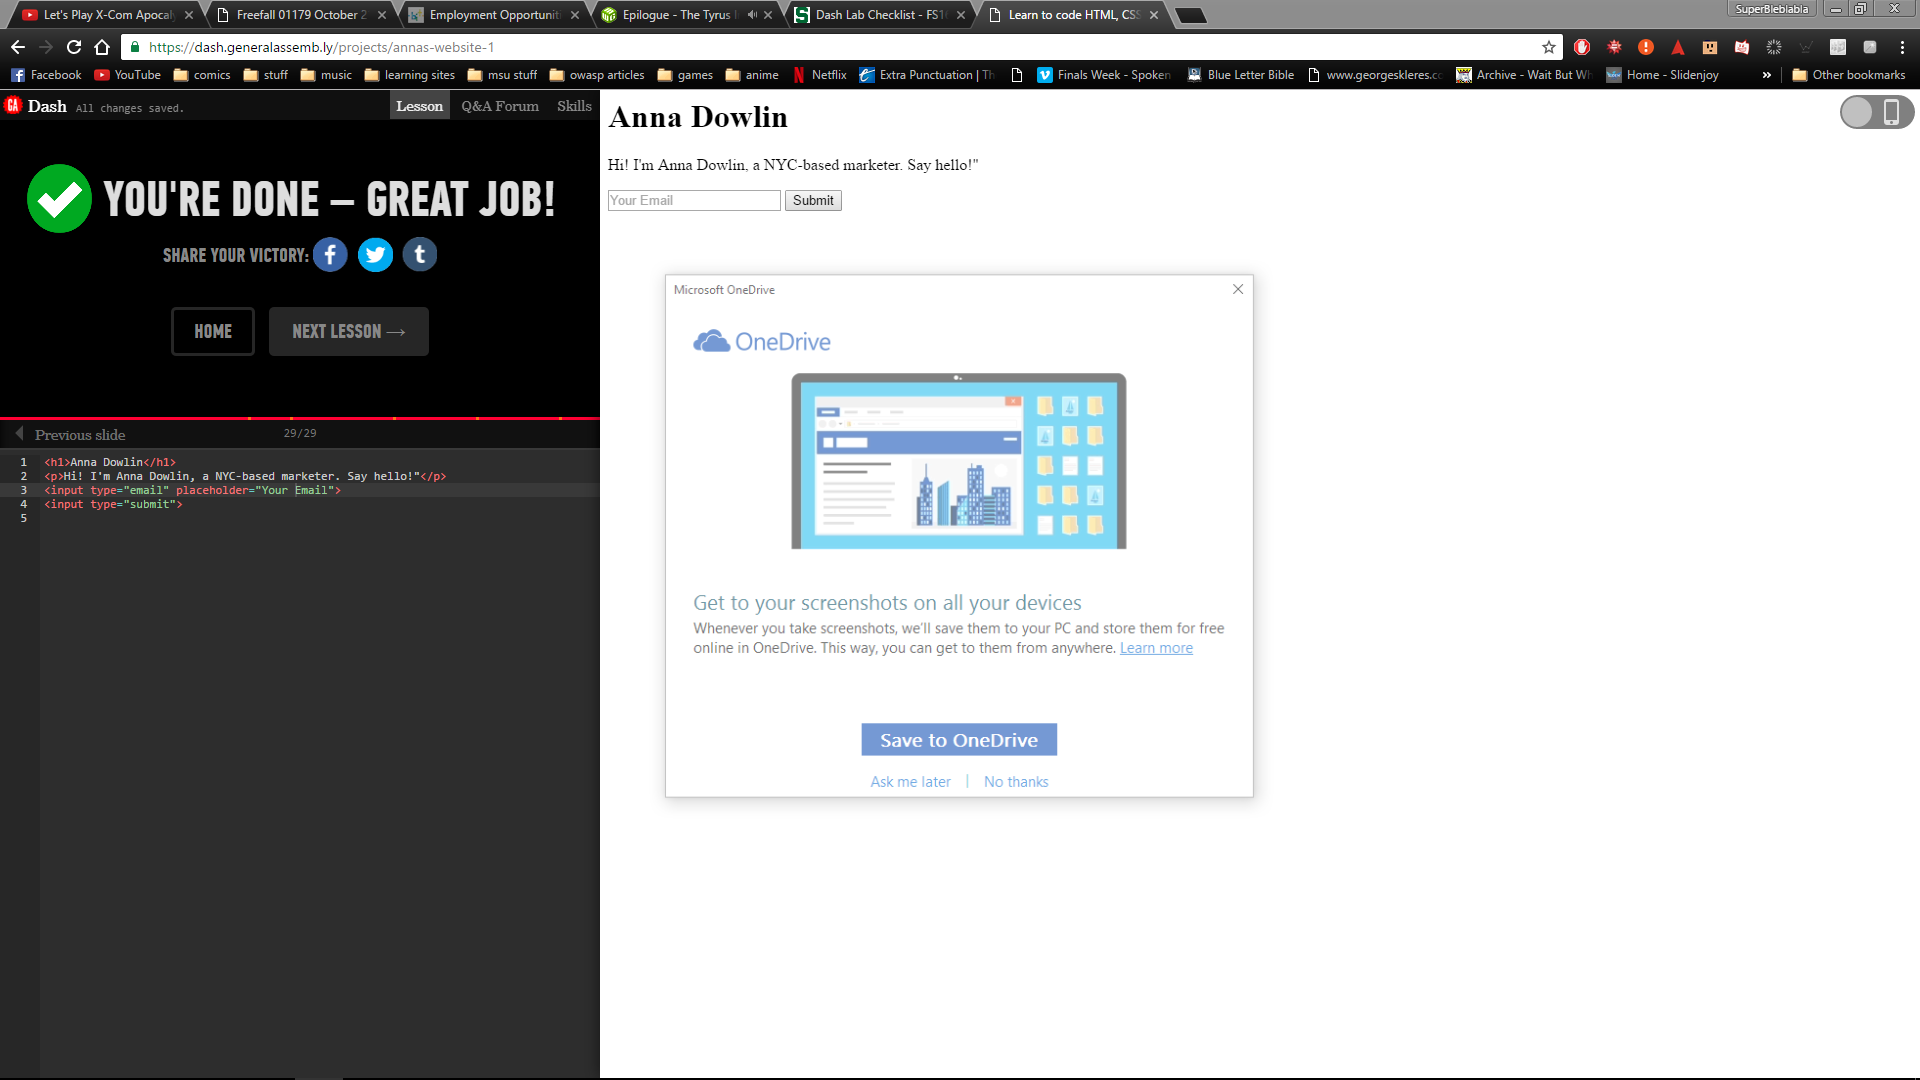 Let's Play X-Com Apocaly
Freefall 01179 October 2
Employment Opportuniti
Epilogue - The Tyrus
Dash Lab Checklist - FS1
Learn to code HTML, CSS
SuperBleblabla
https://dash.generalassemb.ly/projects/annas-website-1
Facebook
YouTube
comics
stuff
music
learning sites
msu stuff
owasp articles
games
anime
Netflix
Extra Punctuation | Th
Finals Week - Spoken
Blue Letter Bible
www.georgeskleres.cc
Archive - Wait But Wh
Home - Slidenjoy
»
Other bookmarks
GA
Dash
All changes saved.
Lesson
Q&A Forum
Skills
YOU'RE DONE — GREAT JOB!
SHARE YOUR VICTORY:
HOME
NEXT LESSON →
Previous slide
29/29
1 <h1>Anna Dowlin</h1>
2 <p>Hi! I'm Anna Dowlin, a NYC-based marketer. Say hello!"</p>
3 <input type="email" placeholder="Your Email">
4 <input type="submit">
5
Anna Dowlin
Hi! I'm Anna Dowlin, a NYC-based marketer. Say hello!"
Your Email
Submit
Microsoft OneDrive
OneDrive
Get to your screenshots on all your devices
Whenever you take screenshots, we'll save them to your PC and store them for free
online in OneDrive. This way, you can get to them from anywhere. Learn more
Save to OneDrive
Ask me later | No thanks